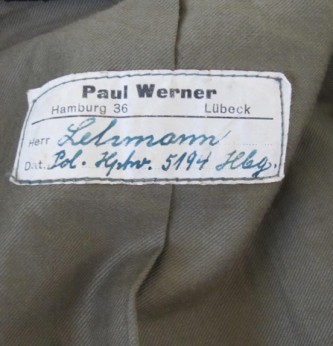 Paul Werner
Hamburg 36 Lübeck
Herr Lehmann
Dat. Pol. Hptw. 5194 Hbg.